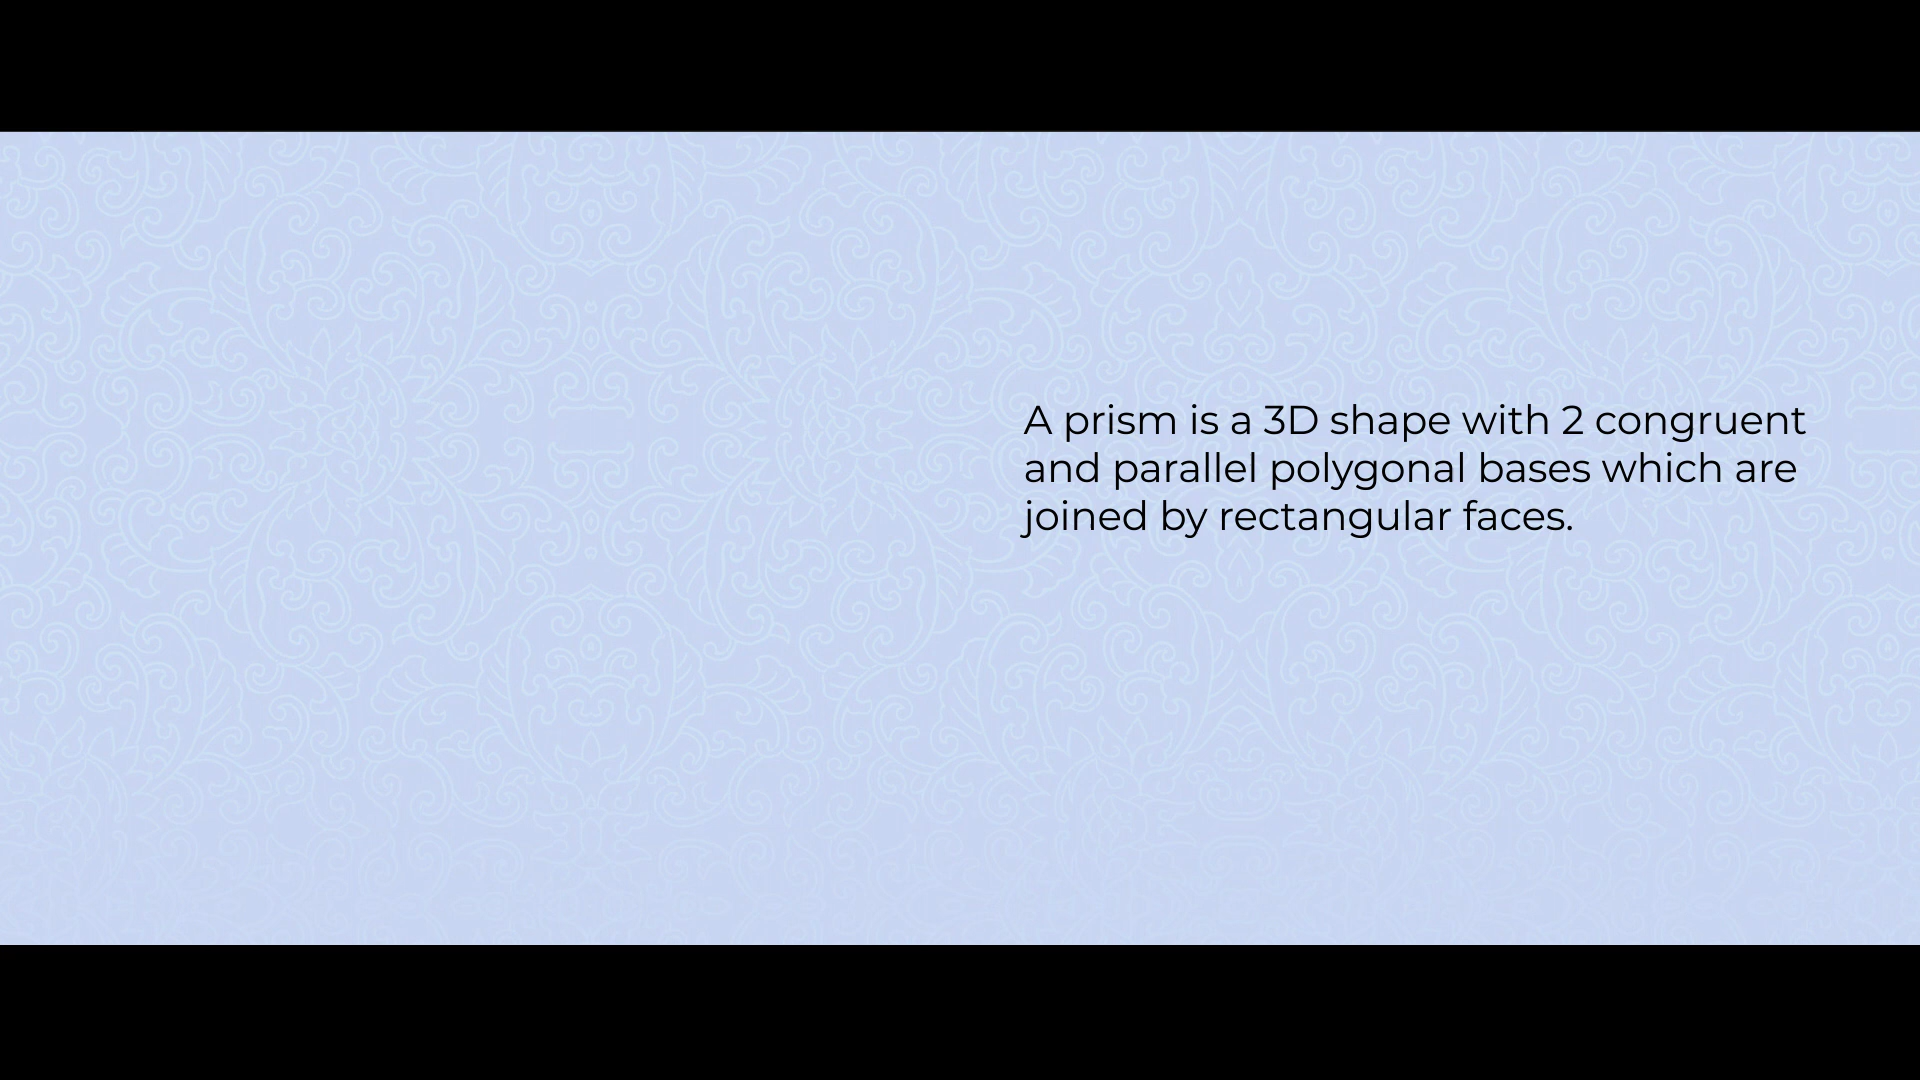 A prism is a 3D shape with 2 congruent
and parallel polygonal bases which are
joined by rectangular faces.